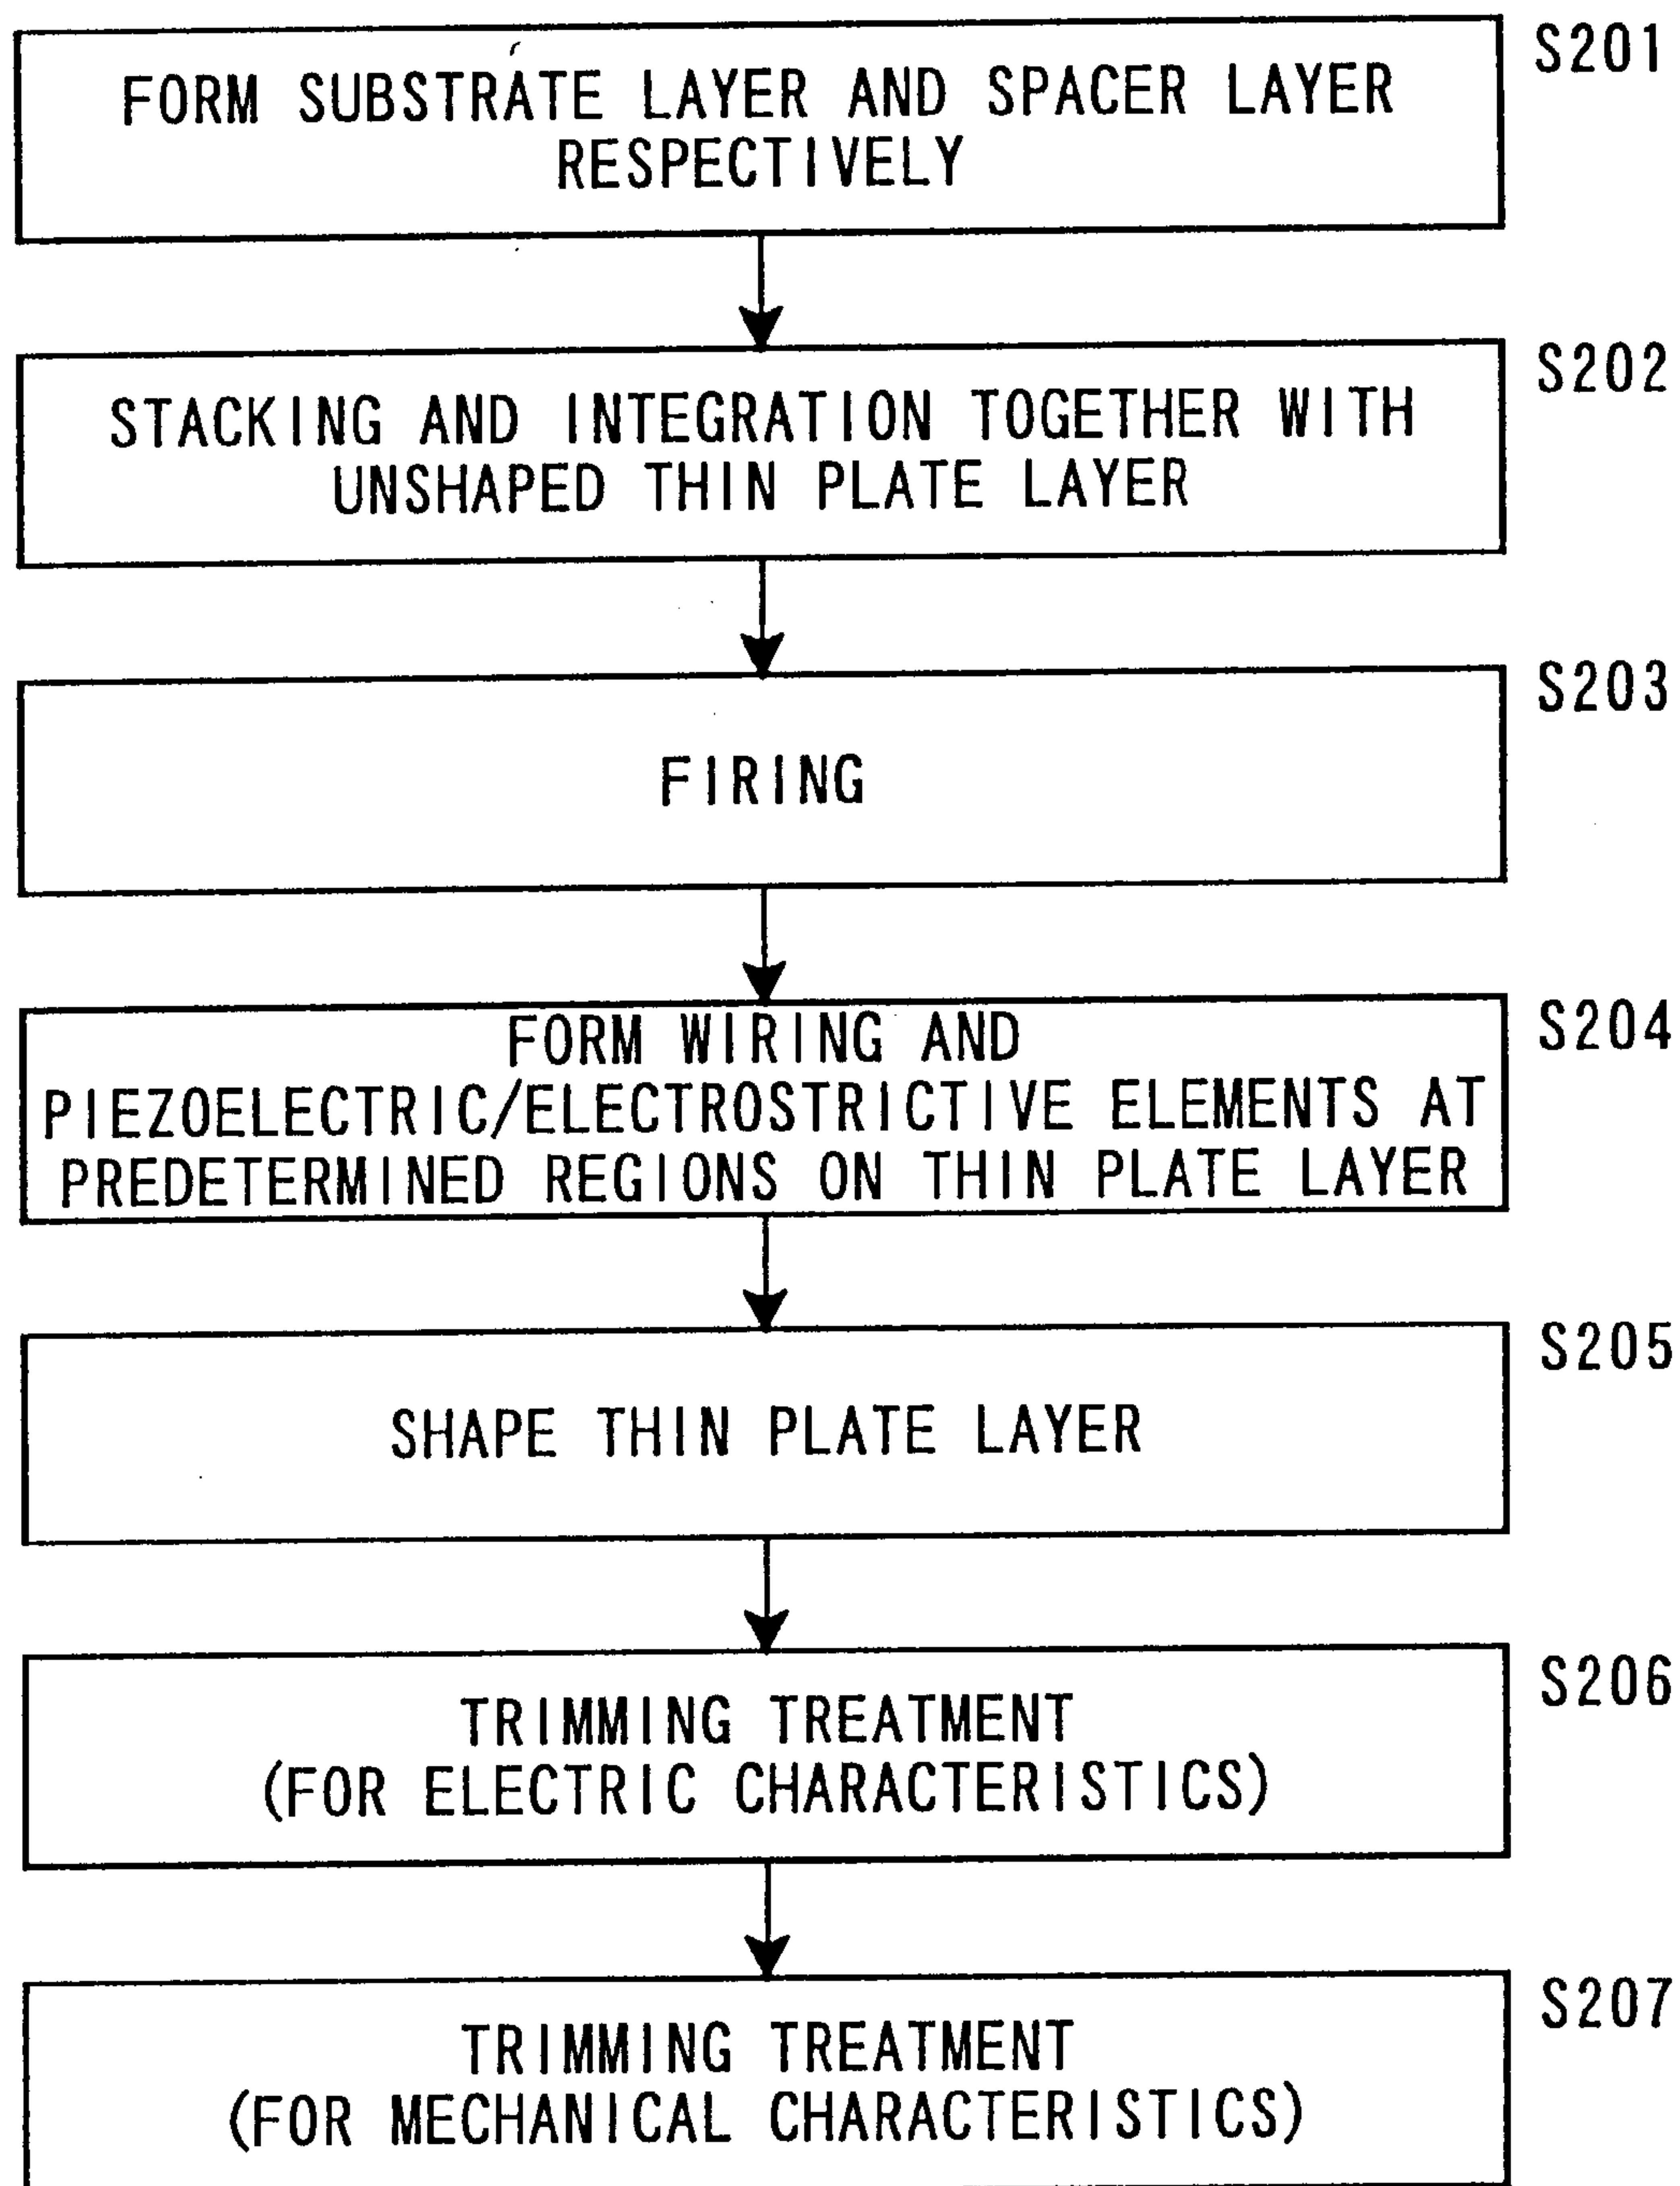 S201
FORM SUBSTRATE LAYER AND SPACER LAYER
RESPECTIVELY
S202
STACKING AND INTEGRATION TOGETHER WITH
UNSHAPED THIN PLATE LAYER
S203
FIRING
S204
FORM WIRING AND
PIEZOELECTRIC/ELECTROSTRICTIVE ELEMENTS AT
PREDETERMINED REGIONS ON THIN PLATE LAYER
S205
SHAPE THIN PLATE LAYER
S206
TRIMMING TREATMENT
(FOR ELECTRIC CHARACTERISTICS)
S207
TRIMMING TREATMENT
(FOR MECHANICAL CHARACTERISTICS)